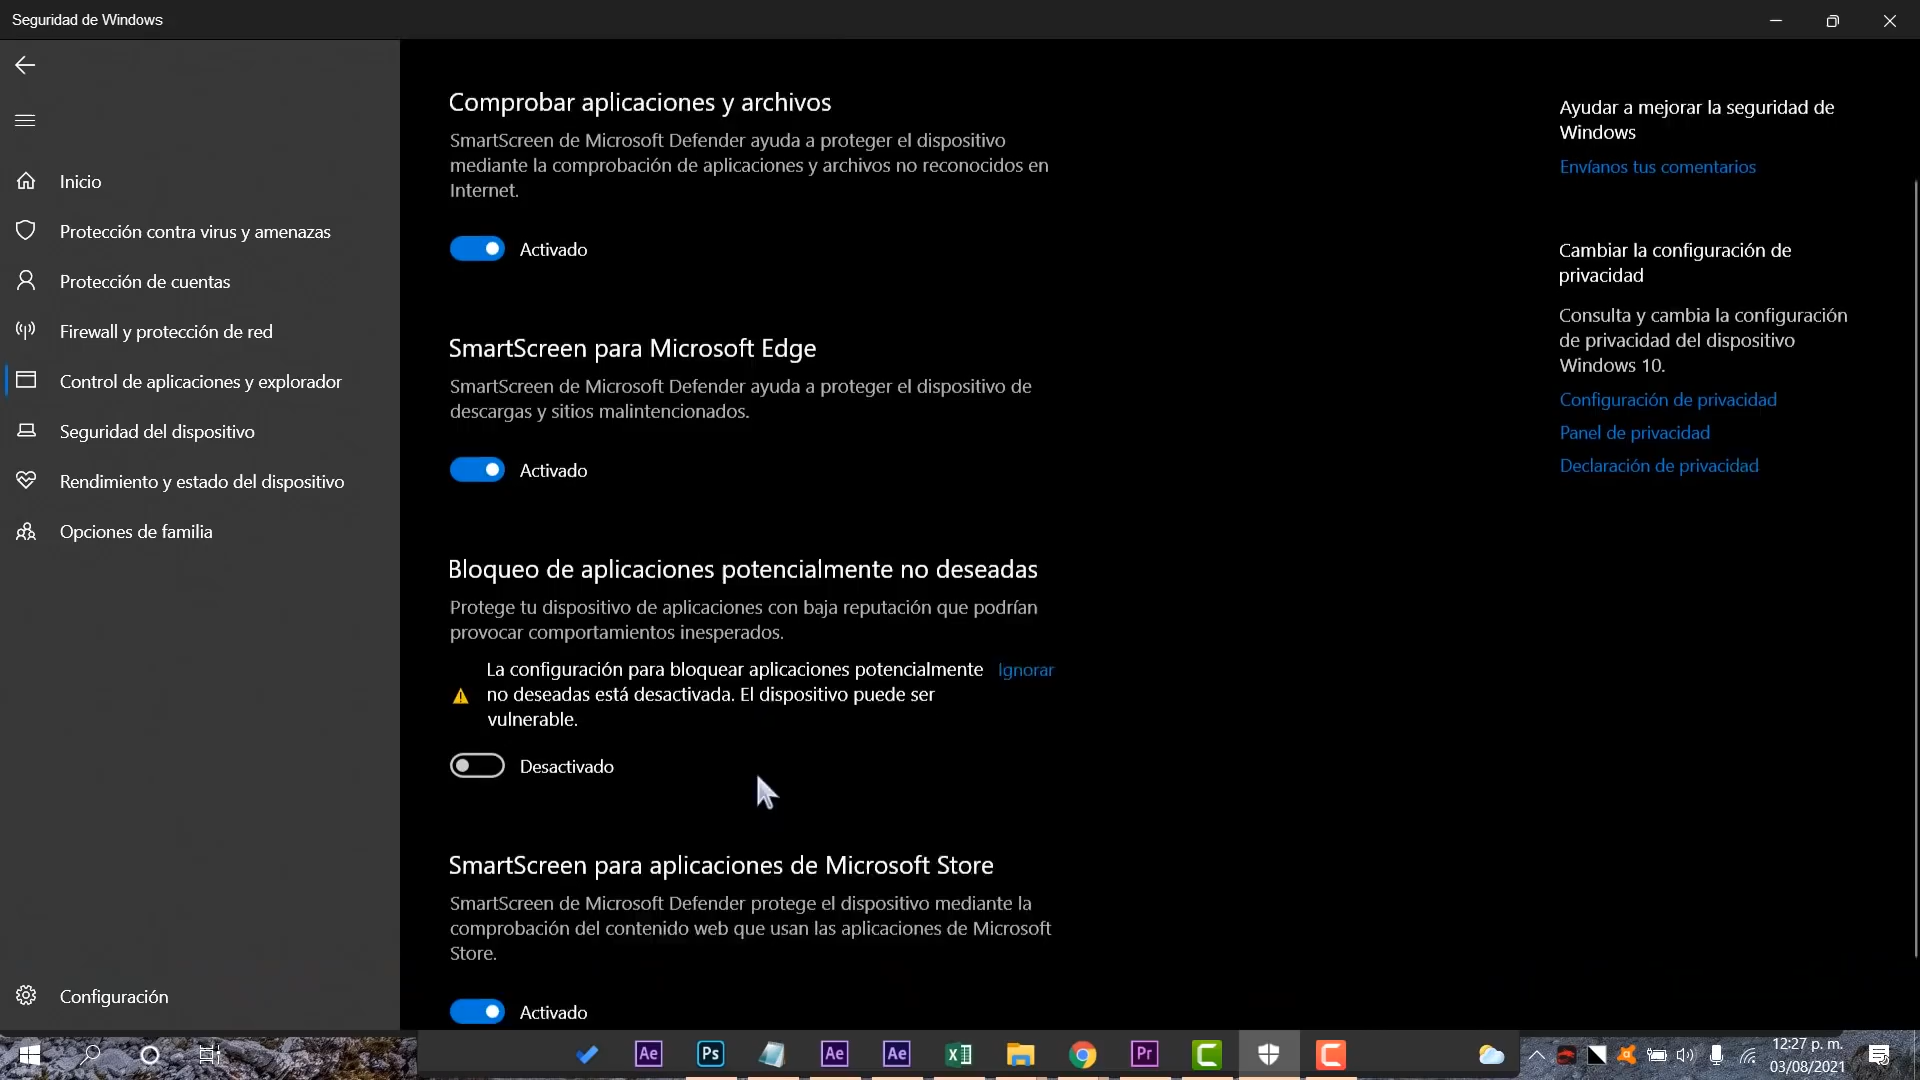 Seguridad de Windows
Inicio
Protección contra virus y amenazas
Protección de cuentas
Firewall y protección de red
Control de aplicaciones y explorador
Seguridad del dispositivo
Rendimiento y estado del dispositivo
Opciones de familia
Configuración
Comprobar aplicaciones y archivos
SmartScreen de Microsoft Defender ayuda a proteger el dispositivo
mediante la comprobación de aplicaciones y archivos no reconocidos en
Internet.
Activado
SmartScreen para Microsoft Edge
SmartScreen de Microsoft Defender ayuda a proteger el dispositivo de
descargas y sitios malintencionados.
Activado
Bloqueo de aplicaciones potencialmente no deseadas
Protege tu dispositivo de aplicaciones con baja reputación que podrían
provocar comportamientos inesperados.
La configuración para bloquear aplicaciones potencialmente Ignorar
no deseadas está desactivada. El dispositivo puede ser
vulnerable.
Desactivado
SmartScreen para aplicaciones de Microsoft Store
SmartScreen de Microsoft Defender protege el dispositivo mediante la
comprobación del contenido web que usan las aplicaciones de Microsoft
Store.
Activado
Ayudar a mejorar la seguridad de
Windows
Envíanos tus comentarios
Cambiar la configuración de
privacidad
Consulta y cambia la configuración
de privacidad del dispositivo
Windows 10.
Configuración de privacidad
Panel de privacidad
Declaración de privacidad
Ae Ps Ae Ae Pr
12:27 p. m.
03/08/2021